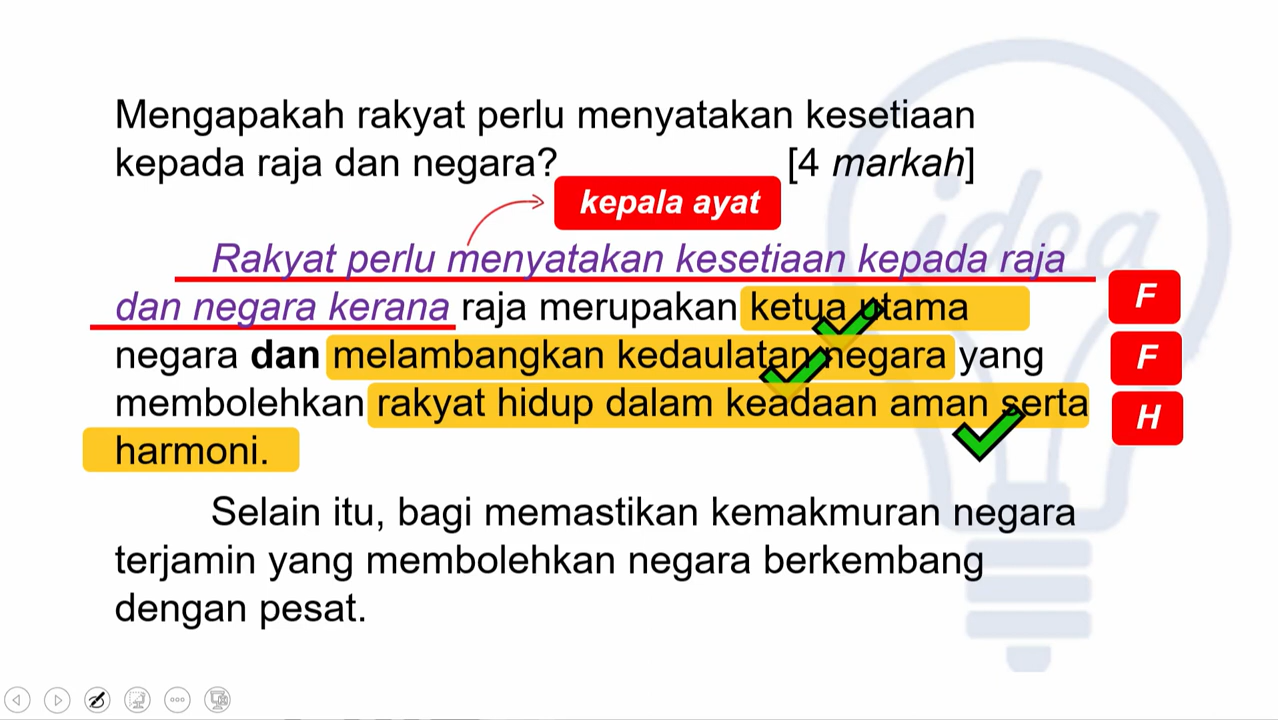 Mengapakah rakyat perlu menyatakan kesetiaan
kepada raja dan negara? [4 markah]
kepala ayat
Rakyat perlu menyatakan kesetiaan kepada raja
dan negara kerana raja merupakan ketua utama
F
negara dan melambangkan kedaulatan negara yang
F
membolehkan rakyat hidup dalam keadaan aman serta
H
harmoni.
Selain itu, bagi memastikan kemakmuran negara
terjamin yang membolehkan negara berkembang
dengan pesat.
idea